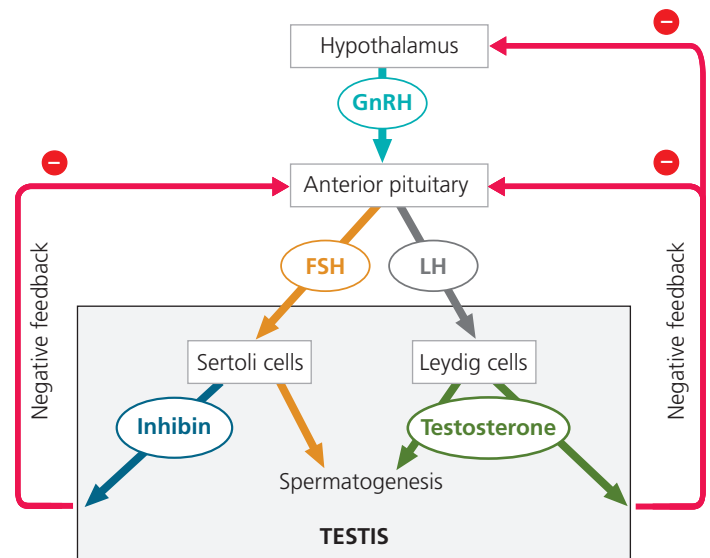 Hypothalamus
GnRH
Anterior pituitary
FSH
LH
Negative feedback
Negative feedback
Sertoli cells
Leydig cells
Inhibin
Testosterone
Spermatogenesis
TESTIS